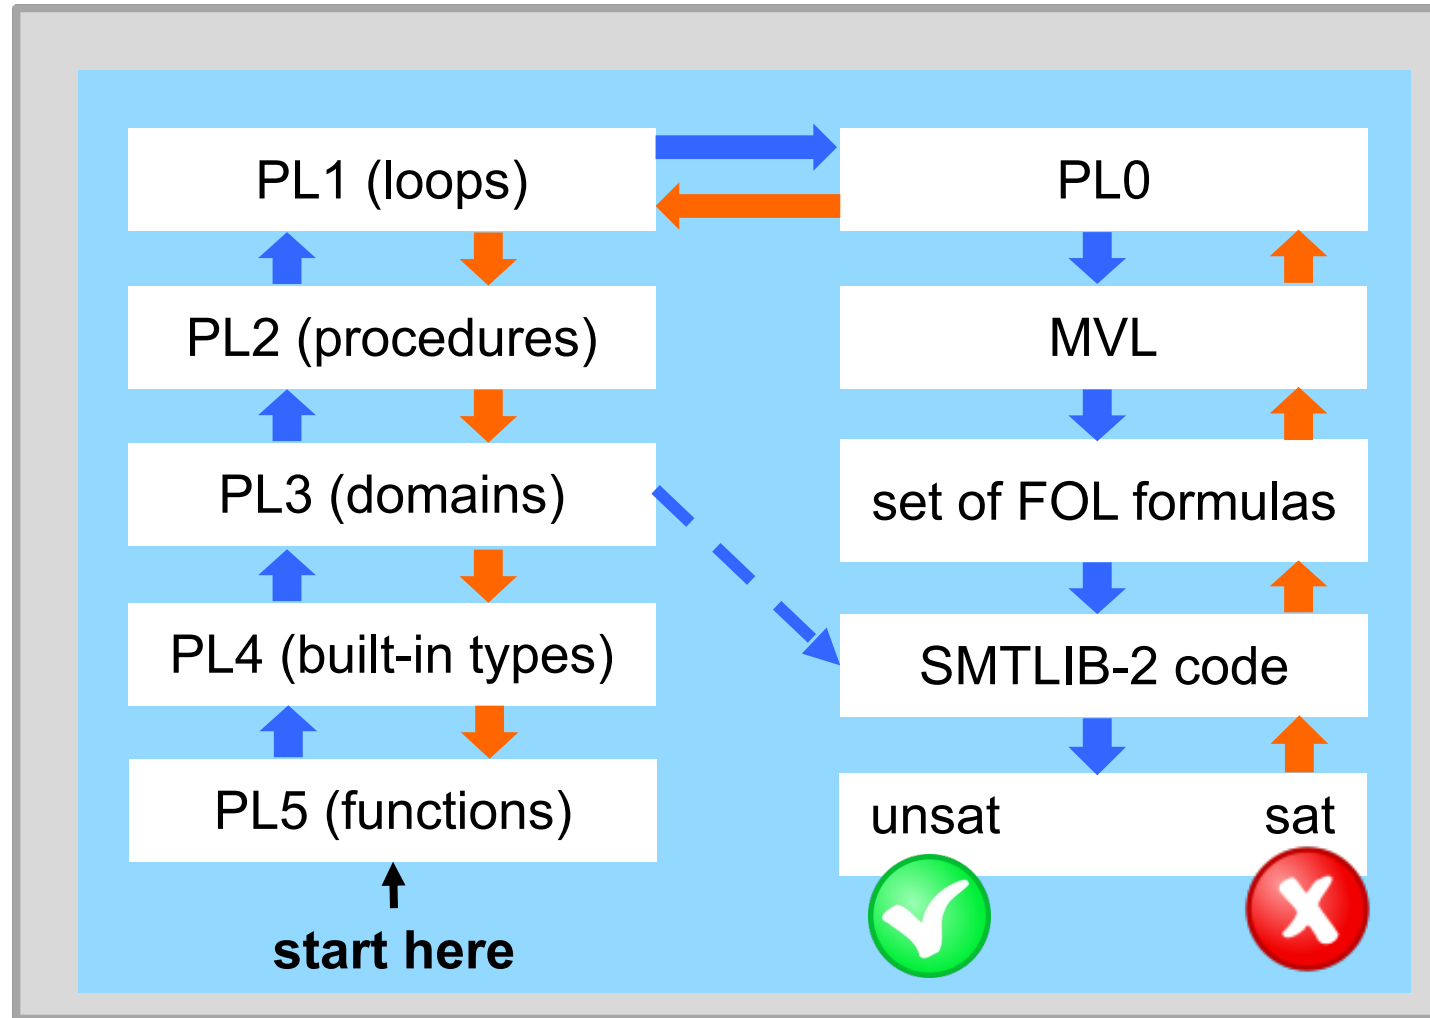 PL1 (loops)
PL2 (procedures)
PL3 (domains)
PL4 (built-in types)
PL5 (functions)
start here
PL0
MVL
set of FOL formulas
SMTLIB-2 code
unsat sat